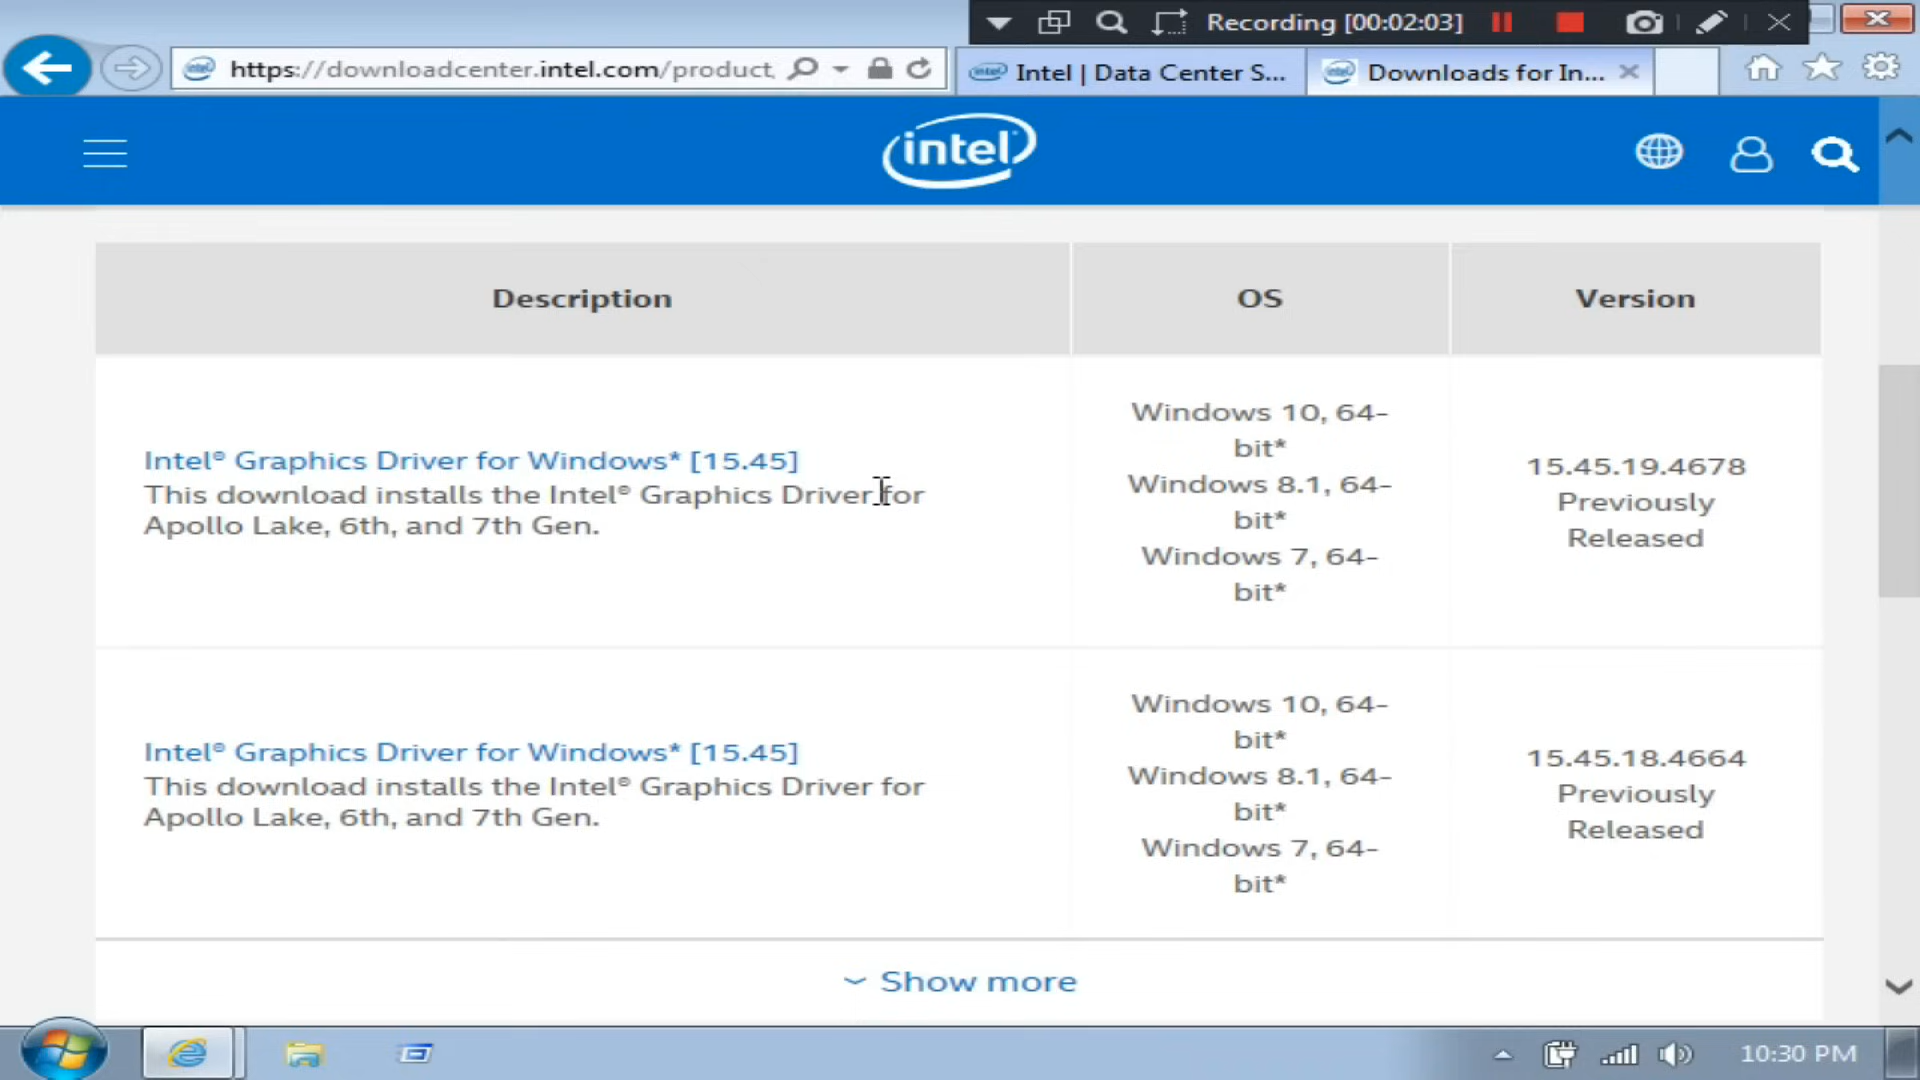 Recording [00:02:03]
https://downloadcenter.intel.com/product,
Intel | Data Center S...
Downloads for In...
intel
Description
OS
Version
Intel® Graphics Driver for Windows* [15.45]
This download installs the Intel® Graphics Driver for
Apollo Lake, 6th, and 7th Gen.
Windows 10, 64-
bit*
Windows 8.1, 64-
bit*
Windows 7, 64-
bit*
15.45.19.4678
Previously
Released
Intel® Graphics Driver for Windows* [15.45]
This download installs the Intel® Graphics Driver for
Apollo Lake, 6th, and 7th Gen.
Windows 10, 64-
bit*
Windows 8.1, 64-
bit*
Windows 7, 64-
bit*
15.45.18.4664
Previously
Released
Show more
10:30 PM